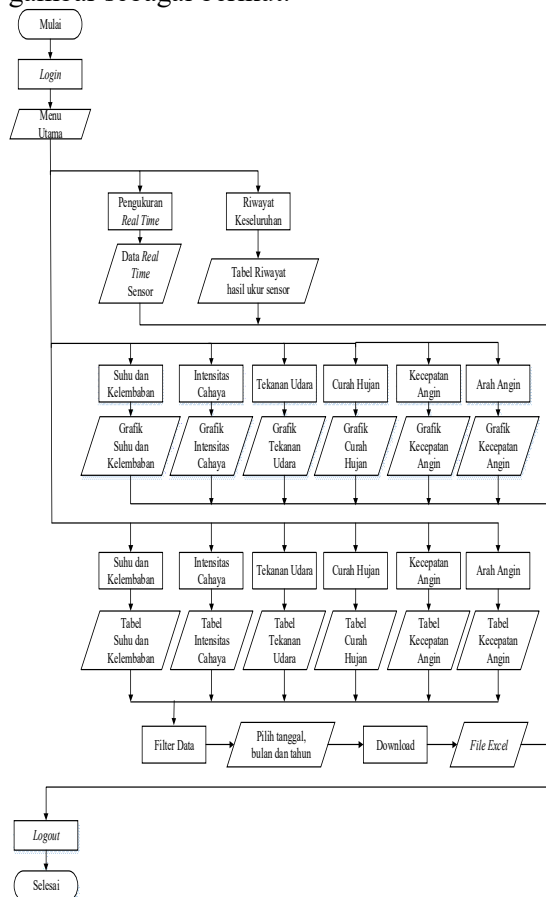 gambar sebagai berikut.
Mulai
Login
Menu
Utama
Pengukuran
Real Time
Riwayat
Keseluruhan
Data Real
Time
Sensor
Tabel Riwayat
hasil ukur sensor
Suhu dan
Kelembaban
Intensitas
Cahaya
Tekanan Udara
Curah Hujan
Kecepatan
Angin
Arah Angin
Grafik
Suhu dan
Kelembaban
Grafik
Intensitas
Cahaya
Grafik
Tekanan
Udara
Grafik
Curah
Hujan
Grafik
Kecepatan
Angin
Grafik
Kecepatan
Angin
Suhu dan
Kelembaban
Intensitas
Cahaya
Tekanan Udara
Curah Hujan
Kecepatan
Angin
Arah Angin
Tabel
Suhu dan
Kelembaban
Tabel
Intensitas
Cahaya
Tabel
Tekanan
Udara
Tabel
Curah
Hujan
Tabel
Kecepatan
Angin
Tabel
Kecepatan
Angin
Filter Data
Pilih tanggal,
bulan dan tahun
Download
File Excel
Logout
Selesai